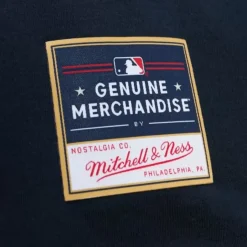 GENUINE
MERCHANDISE®
BY
NOSTALGIA CO.
Mitchell & Ness
PHILADELPHIA, PA.